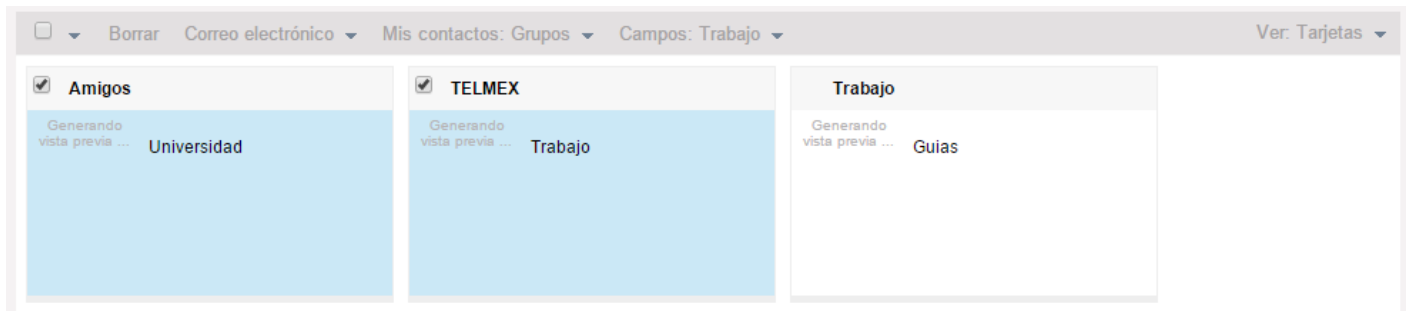 Borrar Correo electrónico Mis contactos: Grupos Campos: Trabajo Ver: Tarjetas
Amigos TELMEX Trabajo
Generando
vista previa ... Universidad
Generando
vista previa ... Trabajo
Generando
vista previa ... Guias